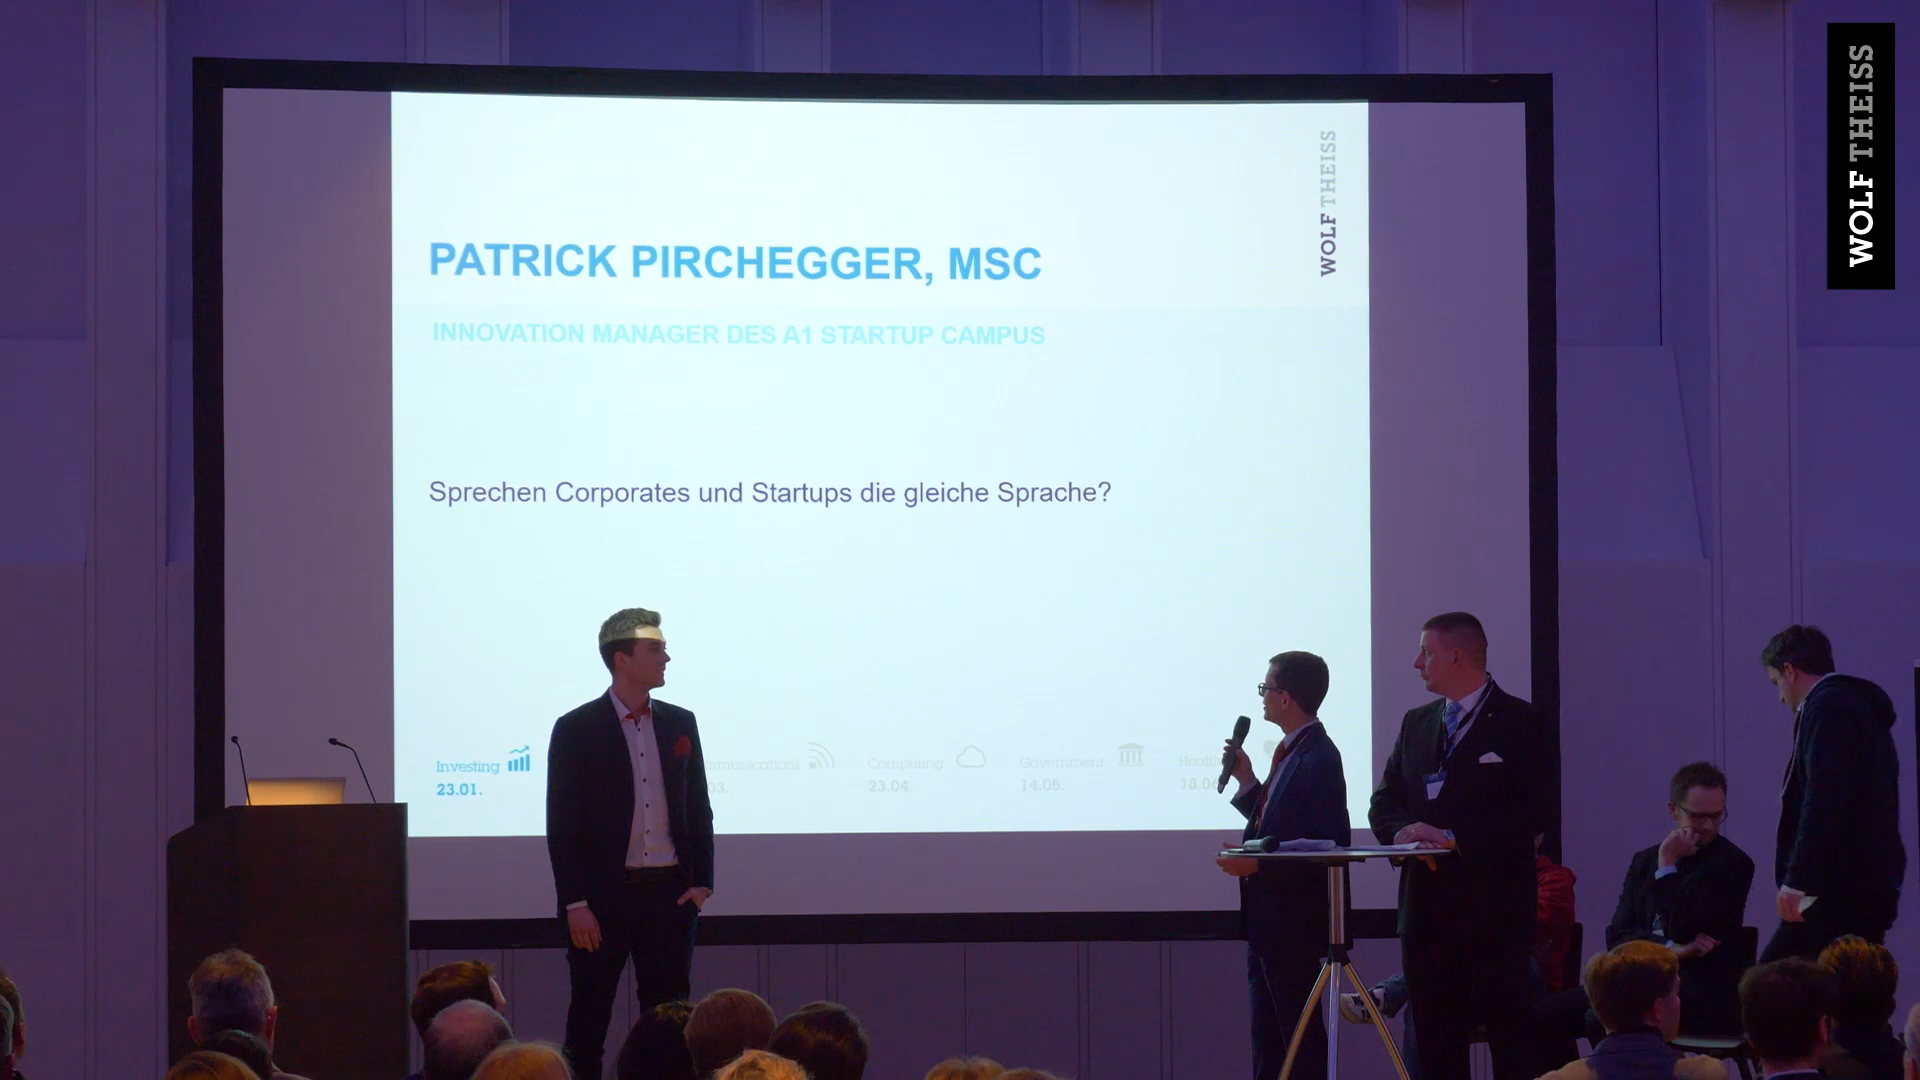 WOLF THEISS
WOLF THEISS
PATRICK PIRCHEGGER, MSC
INNOVATION MANAGER DES A1 STARTUP CAMPUS
Sprechen Corporates und Startups die gleiche Sprache?
Investing
Computing
Government
23.01.
23.04.
14.05.